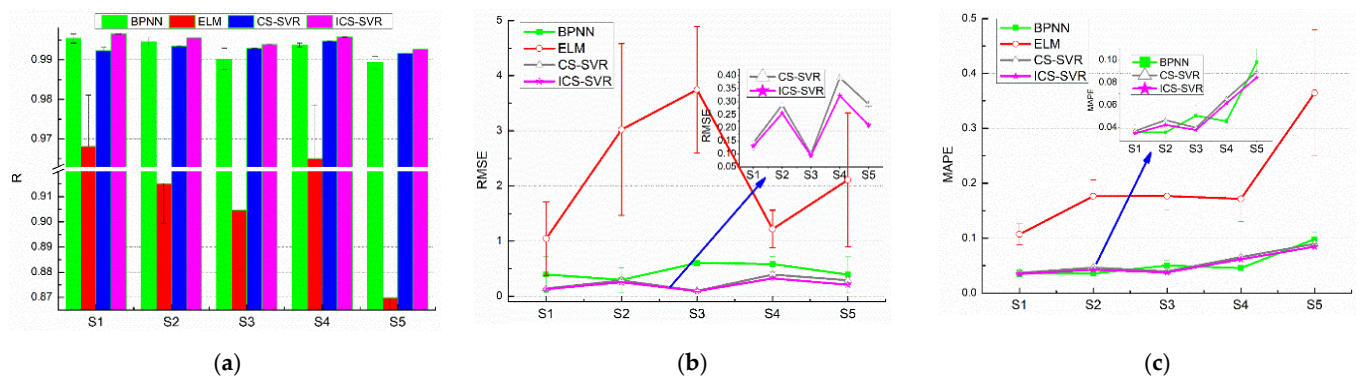 BPNN ELM CS-SVR ICS-SVR
0.99
0.98
0.97
0.91
0.90
0.89
0.88
0.87
R
S1 S2 S3 S4 S5
(a)
5
4
3
2
1
0
RMSE
BPNN
ELM
CS-SVR
ICS-SVR
S1 S2 S3 S4 S5
0.40
0.35
0.30
0.25
0.20
0.15
0.10
0.05
RMSE
CS-SVR
ICS-SVR
S1 S2 S3 S4 S5
(b)
0.5
0.4
0.3
0.2
0.1
0.0
MAPE
BPNN
ELM
CS-SVR
ICS-SVR
S1 S2 S3 S4 S5
0.10
0.08
0.06
0.04
MAPE
BPNN
CS-SVR
ICS-SVR
S1 S2 S3 S4 S5
(c)